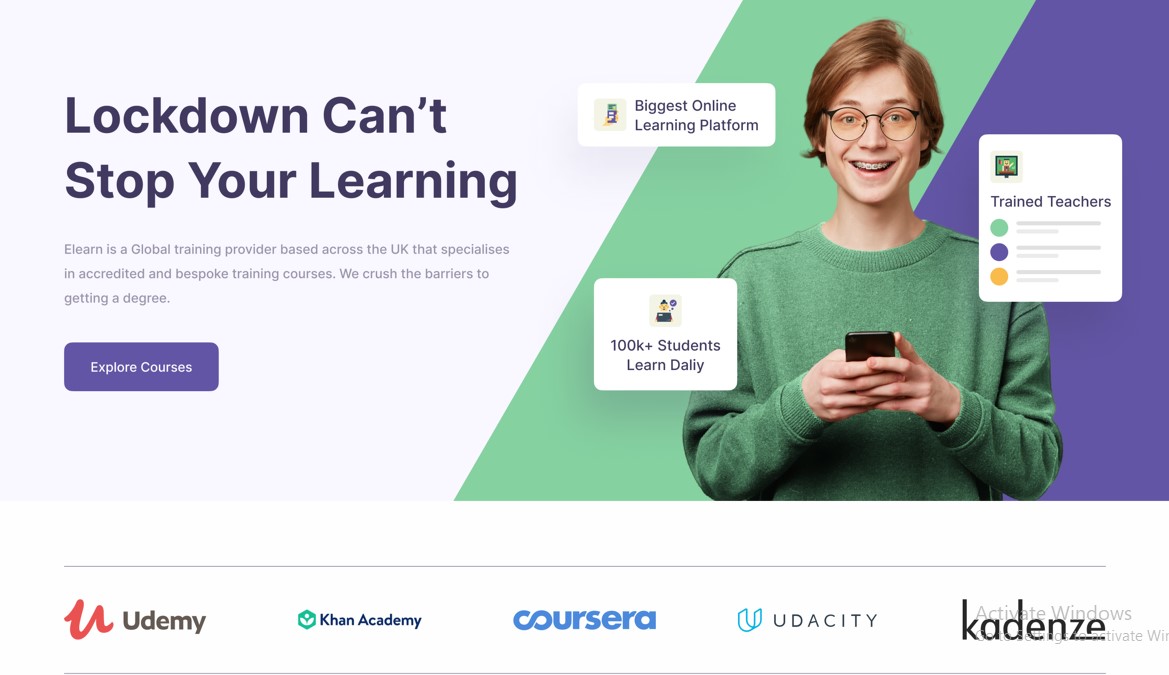 Lockdown Can’t
Stop Your Learning
Elearn is a Global training provider based across the UK that specialises
in accredited and bespoke training courses. We crush the barriers to
getting a degree.
Explore Courses
Biggest Online
Learning Platform
Trained Teachers
100k+ Students
Learn Daliy
Udemy
Khan Academy
coursera
UDACITY
kadenze
Activate Windows
Go to Settings to activate Win